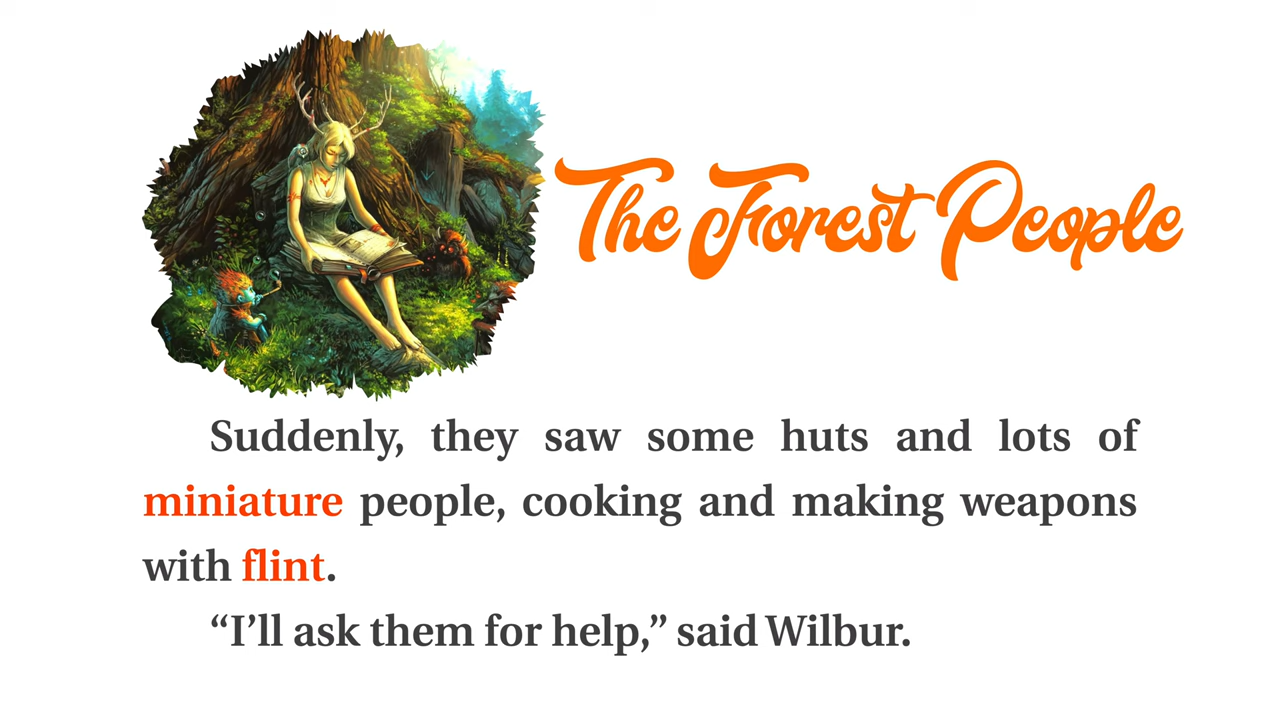 The Forest People
Suddenly, they saw some huts and lots of
miniature people, cooking and making weapons
with flint.
“I’ll ask them for help,” said Wilbur.